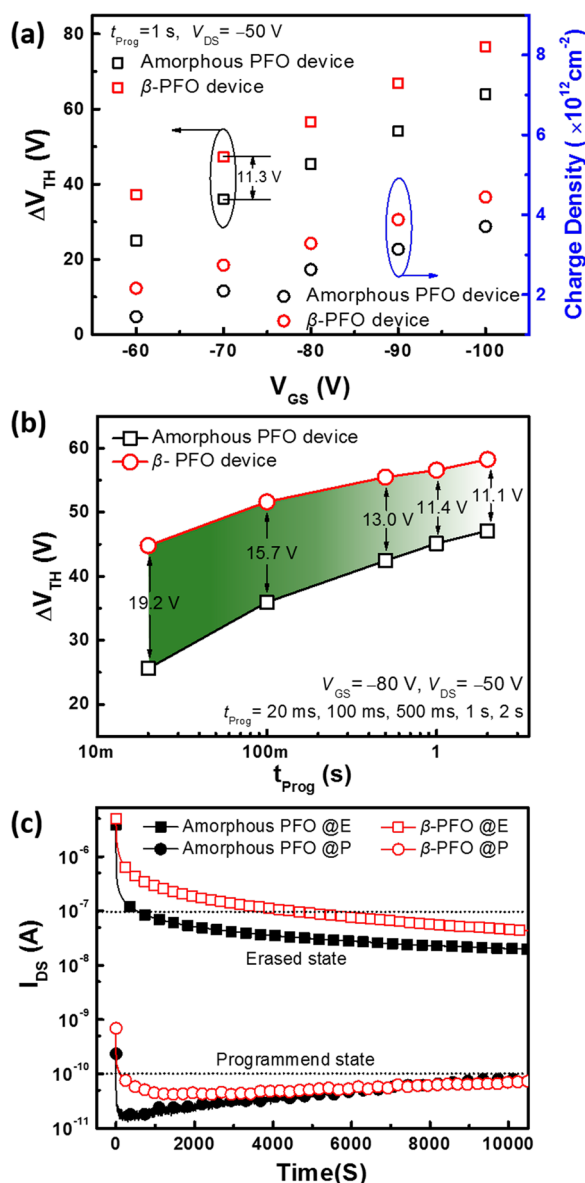 (a)
t_Prog=1 s, V_DS= −50 V
Amorphous PFO device
β-PFO device
11.3 V
Amorphous PFO device
β-PFO device
80
60
40
20
0
ΔV_TH (V)
8
6
4
2
Charge Density ( ×10^12cm^-2)
-60 -70 -80 -90 -100
V_GS (V)
(b)
Amorphous PFO device
β- PFO device
60
50
40
30
20
ΔV_TH (V)
19.2 V
15.7 V
13.0 V
11.4 V
11.1 V
V_GS= −80 V, V_DS= −50 V
t_Prog= 20 ms, 100 ms, 500 ms, 1 s, 2 s
10m 100m 1
t_Prog (s)
(c)
Amorphous PFO @E β-PFO @E
Amorphous PFO @P β-PFO @P
10^-6
10^-7
10^-8
10^-9
10^-10
10^-11
I_DS (A)
Erased state
Programmend state
0 2000 4000 6000 8000 10000
Time(S)